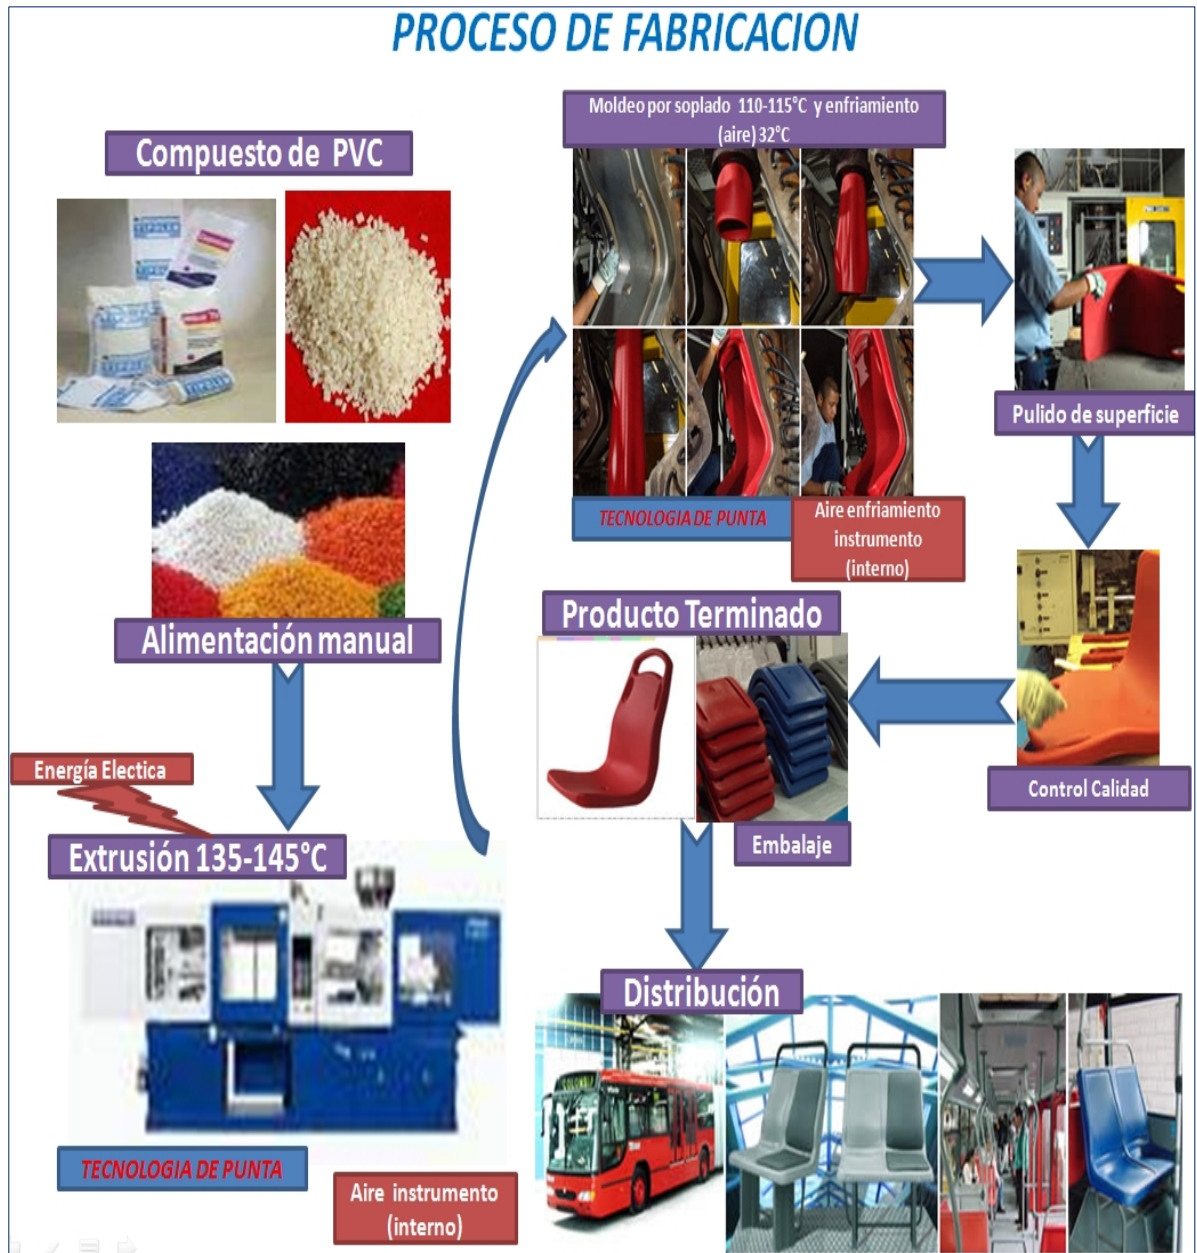 PROCESO DE FABRICACION
Compuesto de PVC
TIPOLEN
Alimentación manual
Energía Electica
Extrusión 135-145°C
TECNOLOGIA DE PUNTA
Aire instrumento
(interno)
Moldeo por soplado 110-115°C y enfriamiento
(aire) 32°C
TECNOLOGIA DE PUNTA
Aire enfriamiento
instrumento
(interno)
Pulido de superficie
Control Calidad
Producto Terminado
Embalaje
Distribución
COLOMBIA